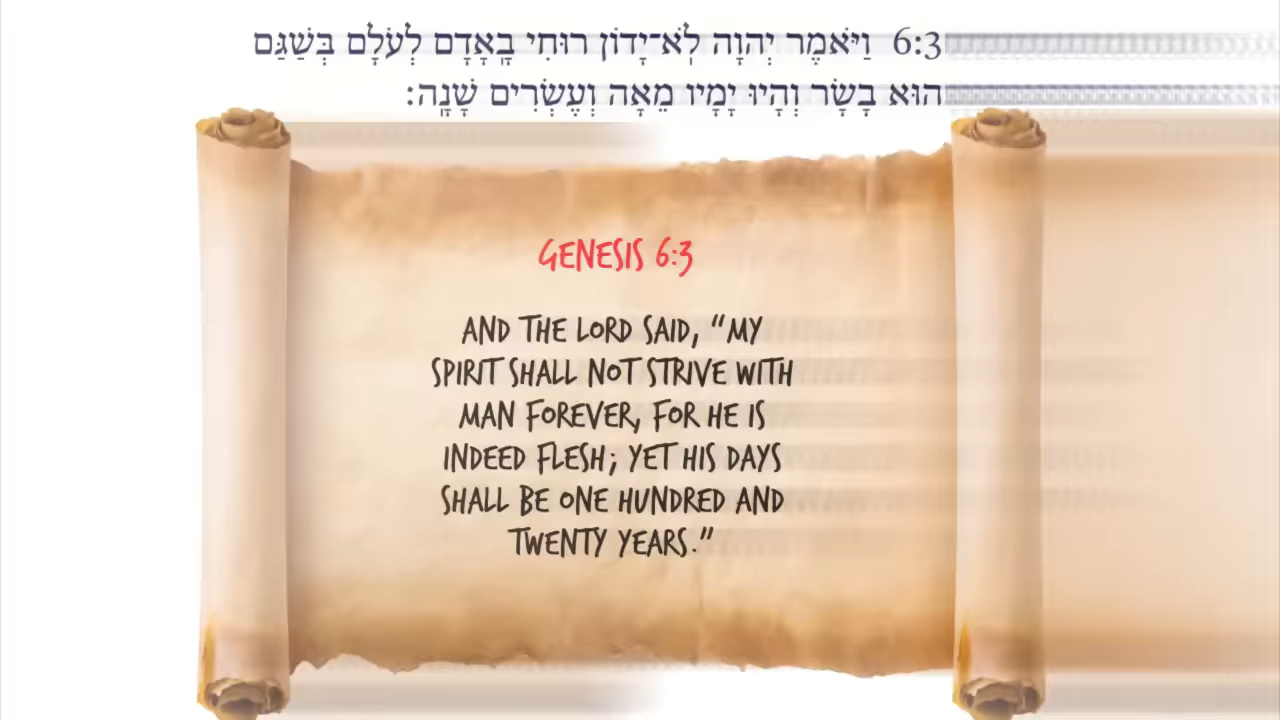 6:3 וַיֹּאמֶר יְהוָה לֹא־יָדוֹן רוּחִי בָאָדָם לְעֹלָם בְּשַׁגַּם
הוּא בָשָׂר וְהָיוּ יָמָיו מֵאָה וְעֶשְׂרִים שָׁנָה׃
GENESIS 6:3
AND THE LORD SAID, “MY
SPIRIT SHALL NOT STRIVE WITH
MAN FOREVER, FOR HE IS
INDEED FLESH; YET HIS DAYS
SHALL BE ONE HUNDRED AND
TWENTY YEARS.”